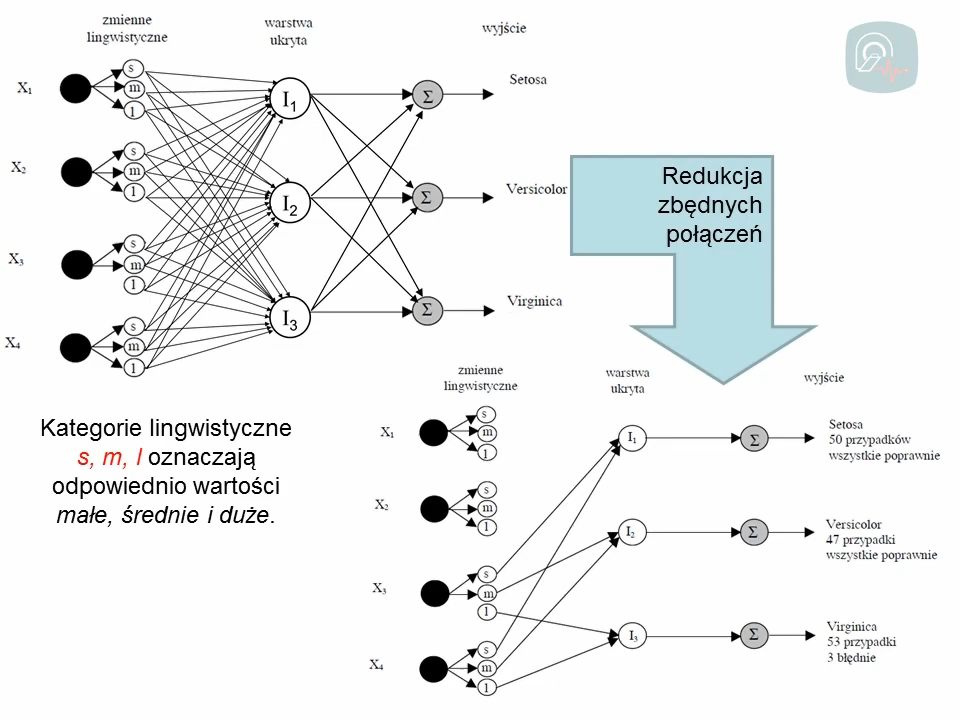 zmienne
lingwistyczne
warstwa
ukryta
wyjście
X₁
s
m
l
X₂
s
m
l
X₃
s
m
l
X₄
s
m
l
I₁
I₂
I₃
Σ
Σ
Σ
Setosa
Versicolor
Virginica
Redukcja
zbędnych
połączeń
Kategorie lingwistyczne
s, m, l oznaczają
odpowiednio wartości
małe, średnie i duże.
zmienne
lingwistyczne
warstwa
ukryta
wyjście
X₁
s
m
l
X₂
s
m
l
X₃
s
m
l
X₄
s
m
l
I₁
I₂
I₃
Σ
Σ
Σ
Setosa
50 przypadków
wszystkie poprawnie
Versicolor
47 przypadki
wszystkie poprawnie
Virginica
53 przypadki
3 błędnie